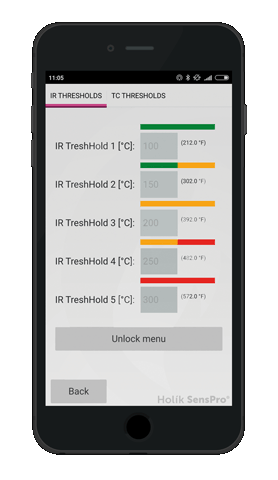 11:05
IR THRESHOLDS TC THRESHOLDS
IR TreshHold 1 [°C]: 100 (212.0 °F)
IR TreshHold 2 [°C]: 150 (302.0 °F)
IR TreshHold 3 [°C]: 200 (392.0 °F)
IR TreshHold 4 [°C]: 250 (482.0 °F)
IR TreshHold 5 [°C]: 300 (572.0 °F)
Unlock menu
Back
Holik SensPro®